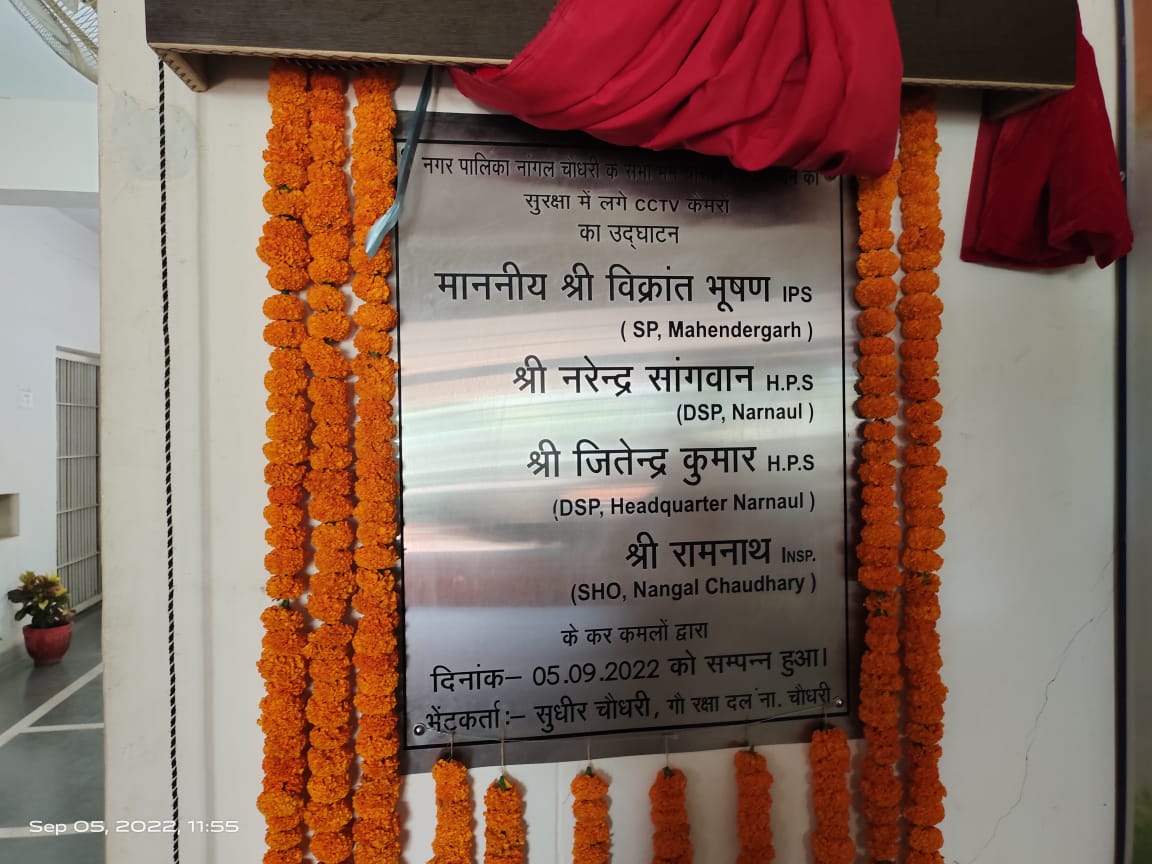 नगर पालिका नांगल चौधरी के सभी
सुरक्षा में लगे CCTV कैमरों
का उद्‌घाटन
माननीय श्री विक्रांत भूषण IPS
( SP, Mahendergarh )
श्री नरेन्द्र सांगवान H.P.S
(DSP, Narnaul )
श्री जितेन्द्र कुमार H.P.S
(DSP, Headquarter Narnaul )
श्री रामनाथ INSP.
(SHO, Nangal Chaudhary )
के कर कमलों द्वारा
दिनांक– 05.09.2022 को सम्पन्न हुआ।
भेंटकर्ता:– सुधीर चौधरी, गौ रक्षा दल ना. चौधरी
Sep 05, 2022, 11:55